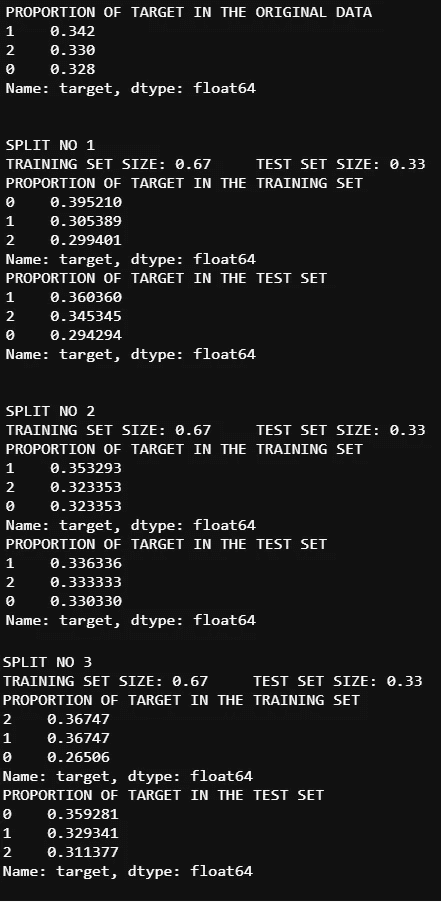 PROPORTION OF TARGET IN THE ORIGINAL DATA
1    0.342
2    0.330
0    0.328
Name: target, dtype: float64
SPLIT NO 1
TRAINING SET SIZE: 0.67     TEST SET SIZE: 0.33
PROPORTION OF TARGET IN THE TRAINING SET
0    0.395210
1    0.305389
2    0.299401
Name: target, dtype: float64
PROPORTION OF TARGET IN THE TEST SET
1    0.360360
2    0.345345
0    0.294294
Name: target, dtype: float64
SPLIT NO 2
TRAINING SET SIZE: 0.67     TEST SET SIZE: 0.33
PROPORTION OF TARGET IN THE TRAINING SET
1    0.353293
2    0.323353
0    0.323353
Name: target, dtype: float64
PROPORTION OF TARGET IN THE TEST SET
1    0.336336
2    0.333333
0    0.330330
Name: target, dtype: float64
SPLIT NO 3
TRAINING SET SIZE: 0.67     TEST SET SIZE: 0.33
PROPORTION OF TARGET IN THE TRAINING SET
2    0.36747
1    0.36747
0    0.26506
Name: target, dtype: float64
PROPORTION OF TARGET IN THE TEST SET
0    0.359281
1    0.329341
2    0.311377
Name: target, dtype: float64